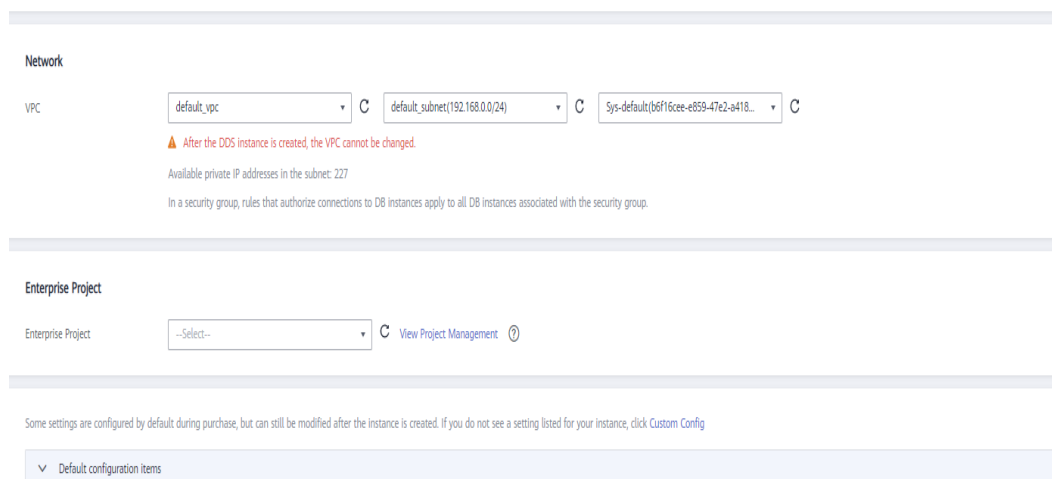 Network
VPC
default_vpc
default_subnet(192.168.0.0/24)
Sys-default(b6f16cee-e859-47e2-a418...
After the DDS instance is created, the VPC cannot be changed.
Available private IP addresses in the subnet: 227
In a security group, rules that authorize connections to DB instances apply to all DB instances associated with the security group.
Enterprise Project
Enterprise Project
--Select--
View Project Management
Some settings are configured by default during purchase, but can still be modified after the instance is created. If you do not see a setting listed for your instance, click Custom Config
Default configuration items